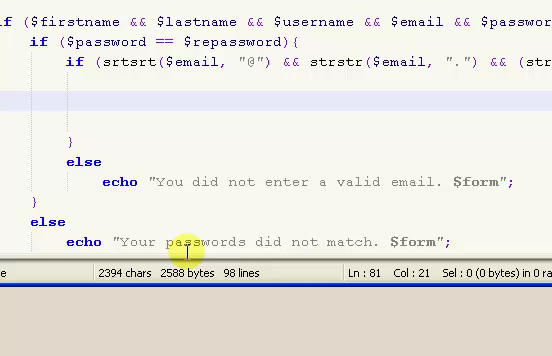 if ($firstname && $lastname && $username && $email && $passwor
if ($password == $repassword){
if (srtsrt($email, "@") && strstr($email, ".") && (str
}
else
echo "You did not enter a valid email. $form";
}
else
echo "Your passwords did not match. $form";
e 2394 chars 2588 bytes 98 lines Ln : 81 Col : 21 Sel : 0 (0 bytes) in 0 ra